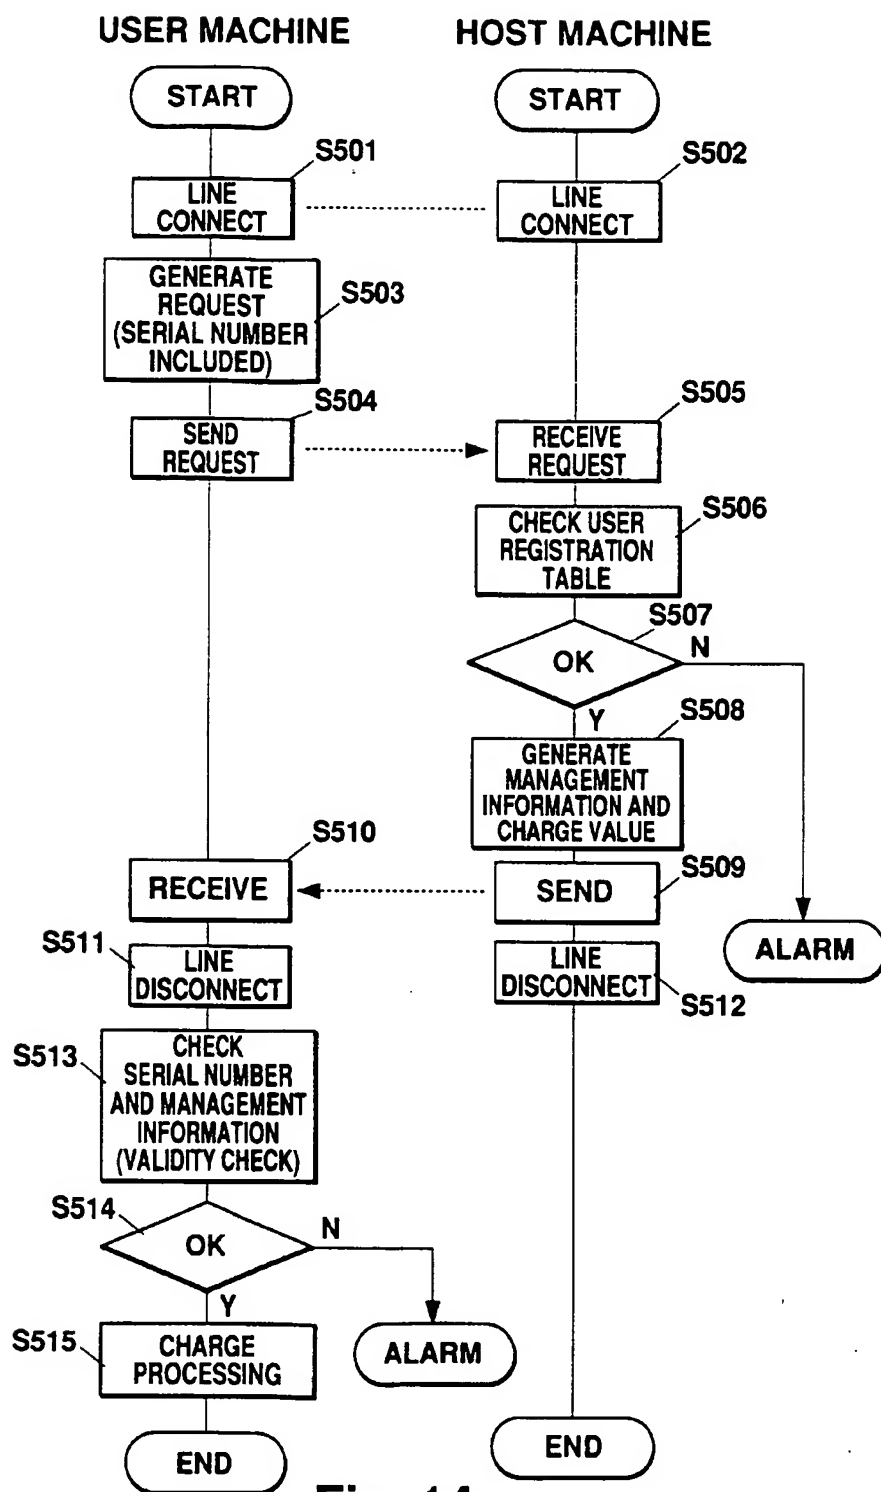 USER MACHINE
HOST MACHINE
START
START
S501
S502
LINE
CONNECT
LINE
CONNECT
GENERATE
REQUEST
(SERIAL NUMBER
INCLUDED)
S503
S504
S505
SEND
REQUEST
RECEIVE
REQUEST
S506
CHECK USER
REGISTRATION
TABLE
S507
OK
N
Y
S508
GENERATE
MANAGEMENT
INFORMATION AND
CHARGE VALUE
S510
S509
RECEIVE
SEND
ALARM
S511
LINE
DISCONNECT
LINE
DISCONNECT
S512
S513
CHECK
SERIAL NUMBER
AND MANAGEMENT
INFORMATION
(VALIDITY CHECK)
S514
OK
N
Y
S515
CHARGE
PROCESSING
ALARM
END
END